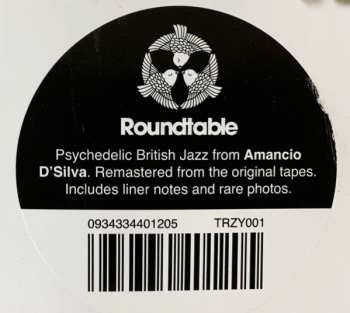 Roundtable
Psychedelic British Jazz from Amancio
D'Silva. Remastered from the original tapes.
Includes liner notes and rare photos.
0934334401205 TRZY001